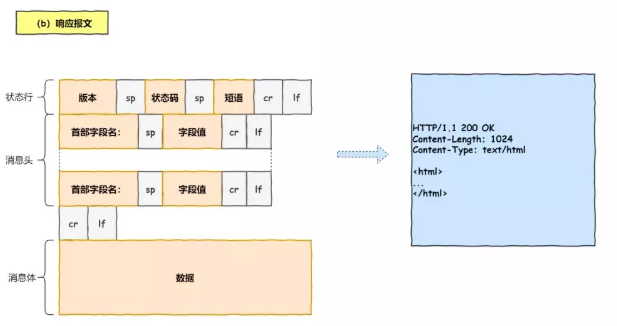 (b) 响应报文
状态行
版本 sp 状态码 sp 短语 cr lf
消息头
首部字段名: sp 字段值 cr lf
首部字段名: sp 字段值 cr lf
cr lf
消息体
数据
HTTP/1.1 200 OK
Content-Length: 1024
Content-Type: text/html
<html>
...
</html>